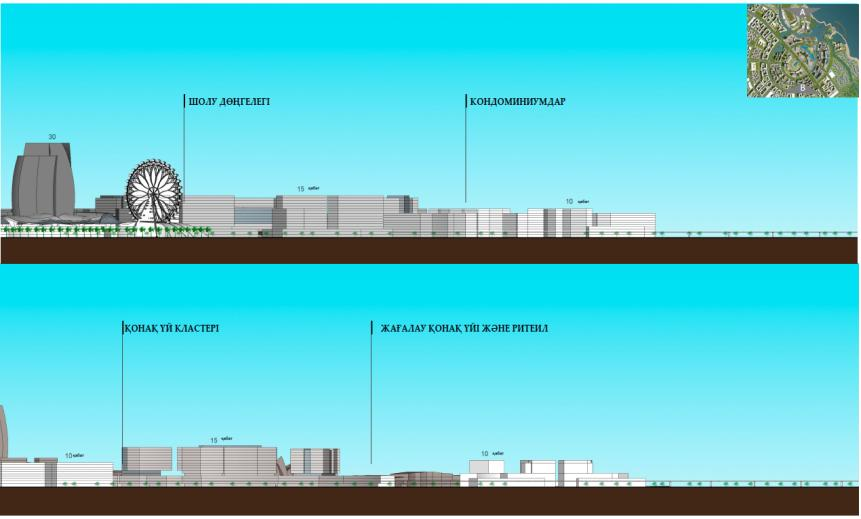 A
B
ШОЛУ ДӨҢГЕЛЕГІ
КОНДОМИНИУМДАР
30
15 қабат
10 қабат
ҚОНАҚ ҮЙ КЛАСТЕРІ
ЖАҒАЛАУ ҚОНАҚ ҮЙІ ЖӘНЕ РИТЕИЛ
15 қабат
10 қабат
10 қабат